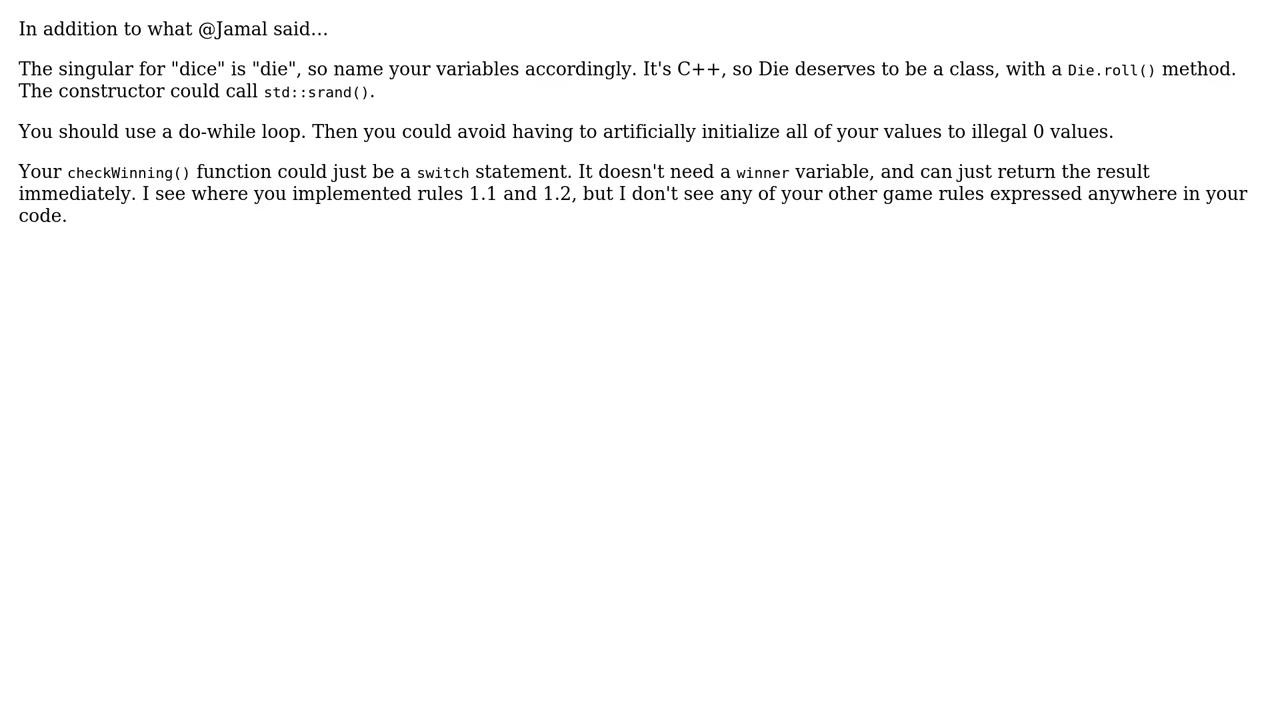 In addition to what @Jamal said…
The singular for "dice" is "die", so name your variables accordingly. It's C++, so Die deserves to be a class, with a Die.roll() method.
The constructor could call std::srand().
You should use a do-while loop. Then you could avoid having to artificially initialize all of your values to illegal 0 values.
Your checkWinning() function could just be a switch statement. It doesn't need a winner variable, and can just return the result
immediately. I see where you implemented rules 1.1 and 1.2, but I don't see any of your other game rules expressed anywhere in your
code.